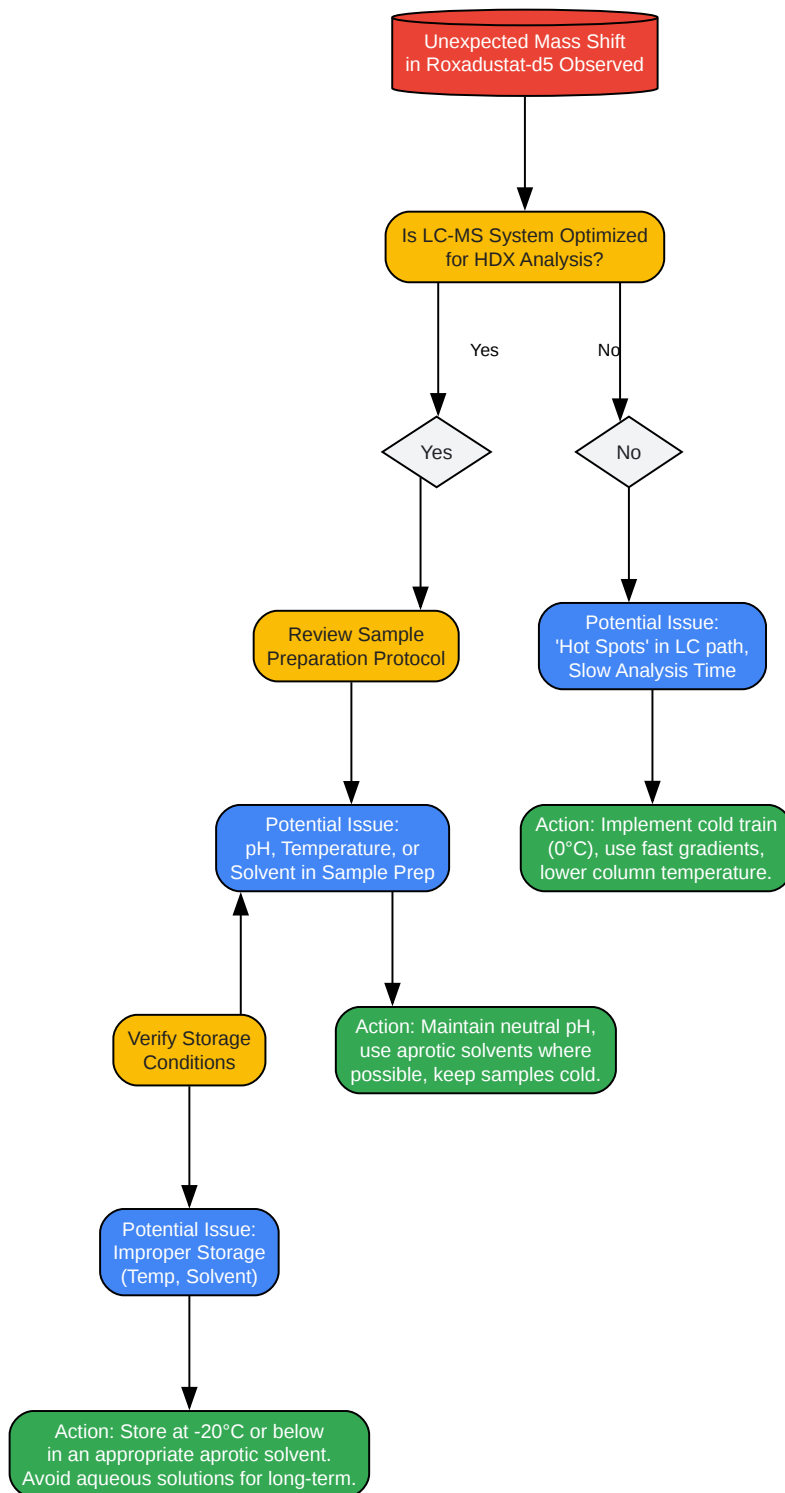 Unexpected Mass Shift
in Roxadustat-d5 Observed
Is LC-MS System Optimized
for HDX Analysis?
Yes
No
Yes
No
Potential Issue:
'Hot Spots' in LC path,
Slow Analysis Time
Review Sample
Preparation Protocol
Potential Issue:
pH, Temperature, or
Solvent in Sample Prep
Action: Implement cold train
(0°C), use fast gradients,
lower column temperature.
Verify Storage
Conditions
Action: Maintain neutral pH,
use aprotic solvents where
possible, keep samples cold.
Potential Issue:
Improper Storage
(Temp, Solvent)
Action: Store at -20°C or below
in an appropriate aprotic solvent.
Avoid aqueous solutions for long-term.